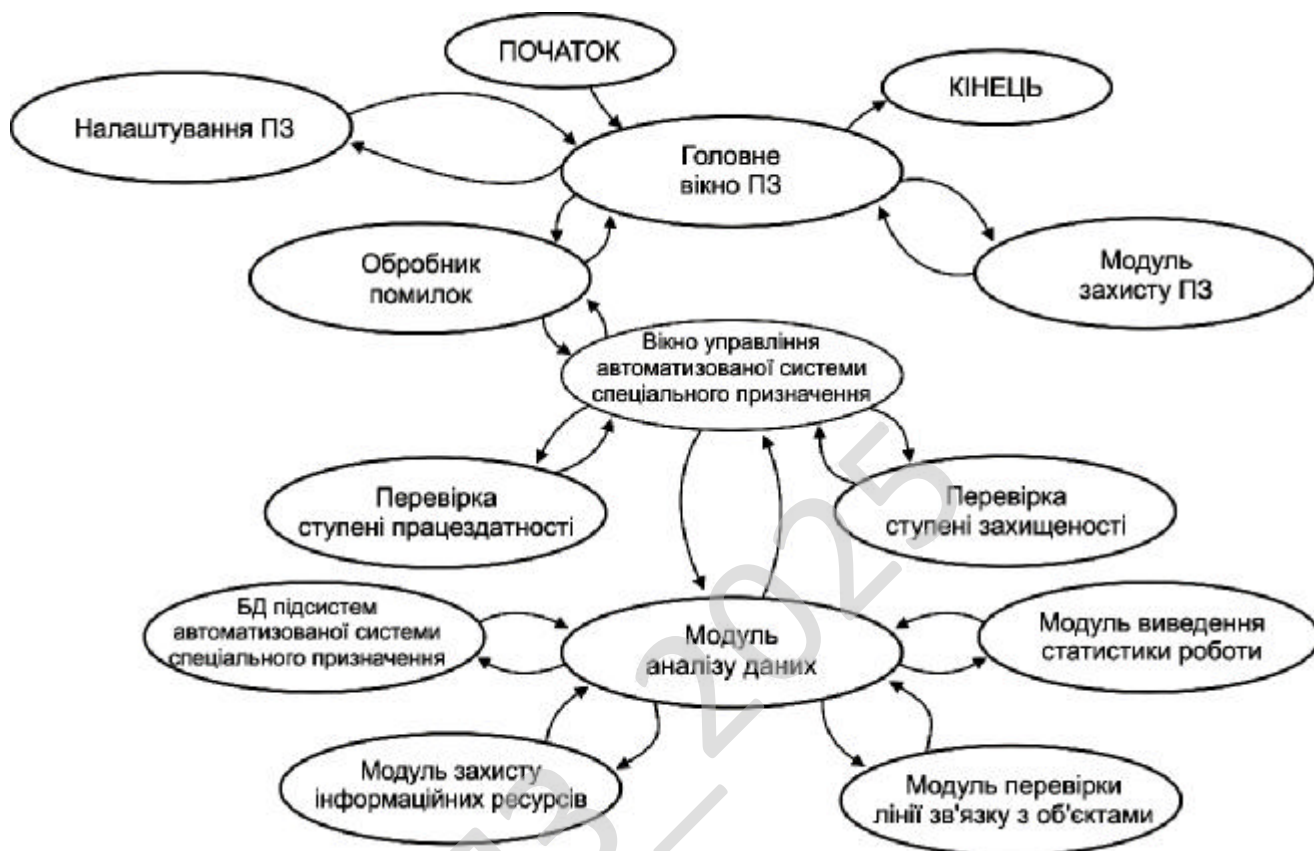 ПОЧАТОК
КІНЕЦЬ
Налаштування ПЗ
Головне
вікно ПЗ
Обробник
помилок
Модуль
захисту ПЗ
Вікно управління
автоматизованої системи
спеціального призначення
Перевірка
ступені працездатності
Перевірка
ступені захищеності
БД підсистем
автоматизованої системи
спеціального призначення
Модуль
аналізу даних
Модуль виведення
статистики роботи
Модуль захисту
інформаційних ресурсів
Модуль перевірки
лінії зв'язку з об'єктами
3_2025